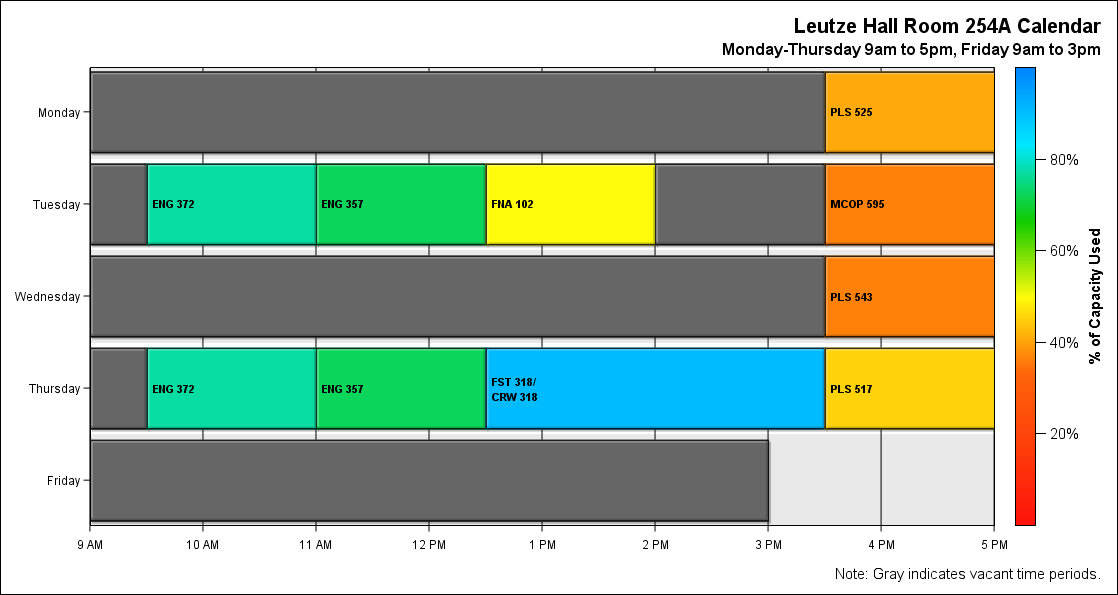 Leutze Hall Room 254A Calendar
Monday-Thursday 9am to 5pm, Friday 9am to 3pm
Monday
PLS 525
Tuesday
ENG 372
ENG 357
FNA 102
MCOP 595
Wednesday
PLS 543
Thursday
ENG 372
ENG 357
FST 318/
CRW 318
PLS 517
Friday
9 AM
10 AM
11 AM
12 PM
1 PM
2 PM
3 PM
4 PM
5 PM
80%
60%
40%
20%
% of Capacity Used
Note: Gray indicates vacant time periods.